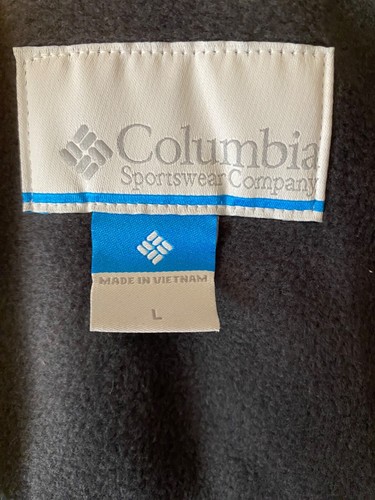 Columbia
Sportswear Company
MADE IN VIETNAM
L